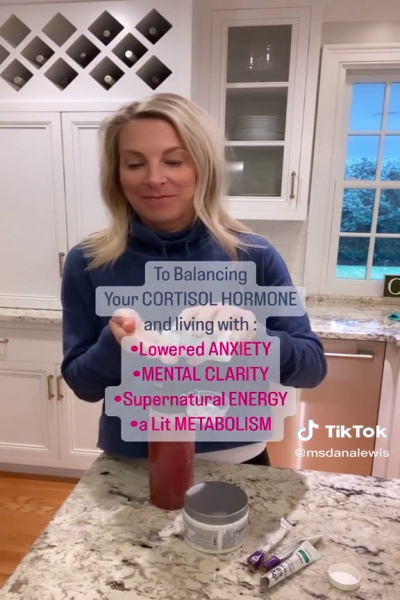 To Balancing
Your CORTISOL HORMONE
and living with :
•Lowered ANXIETY
•MENTAL CLARITY
•Supernatural ENERGY
•a Lit METABOLISM
TikTok
@msdanalewis